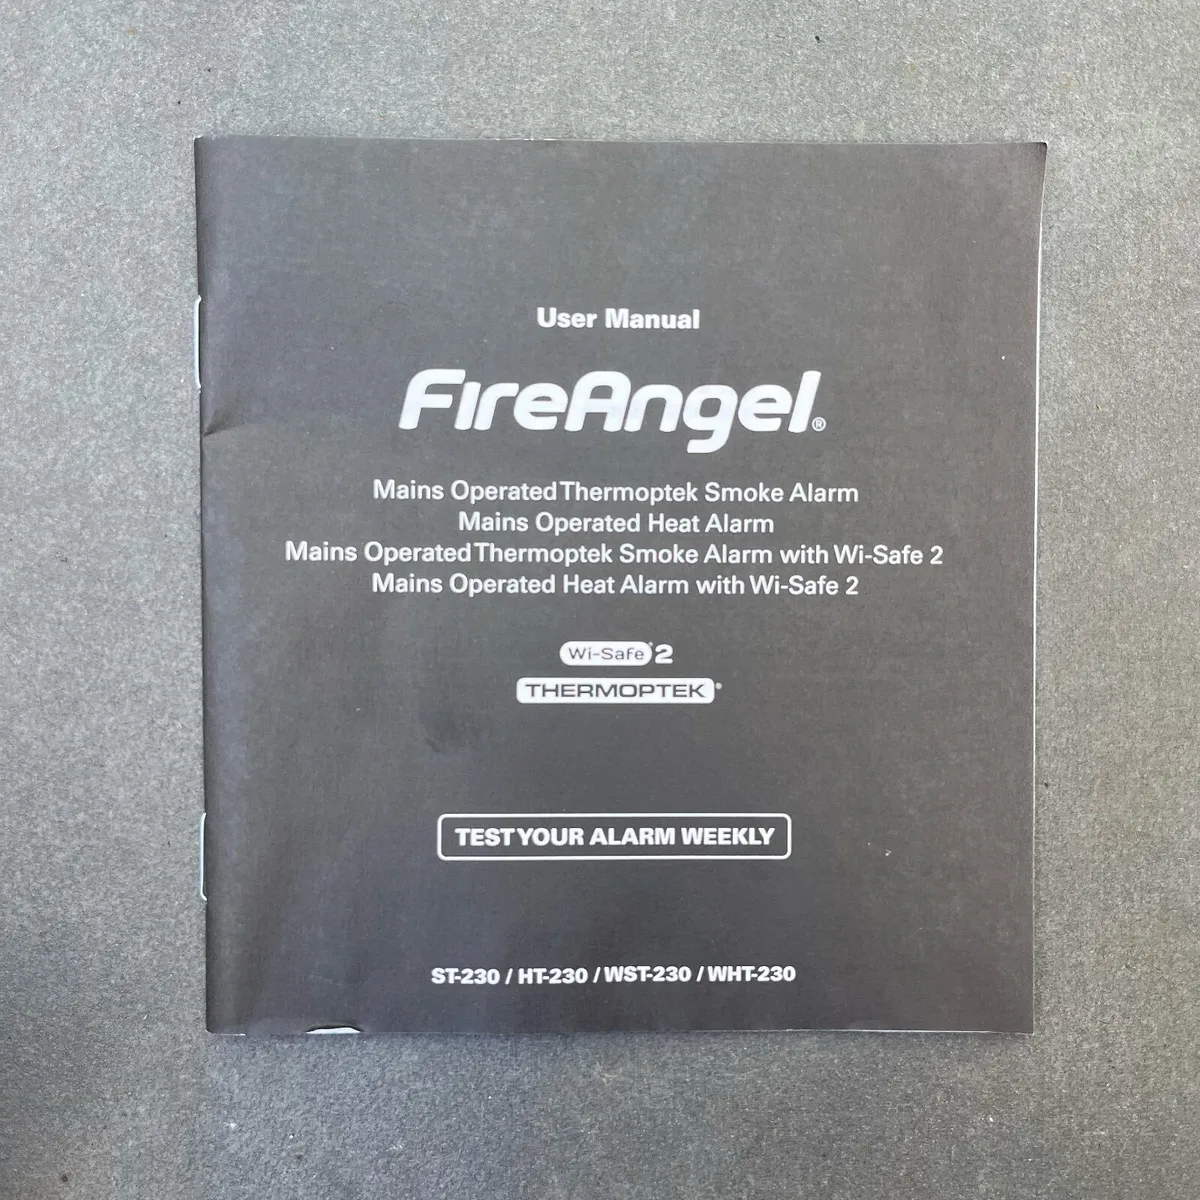 User Manual
FireAngel®
Mains Operated Thermoptek Smoke Alarm
Mains Operated Heat Alarm
Mains Operated Thermoptek Smoke Alarm with Wi-Safe 2
Mains Operated Heat Alarm with Wi-Safe 2
Wi-Safe® 2
THERMOPTEK®
TEST YOUR ALARM WEEKLY
ST-230 / HT-230 / WST-230 / WHT-230